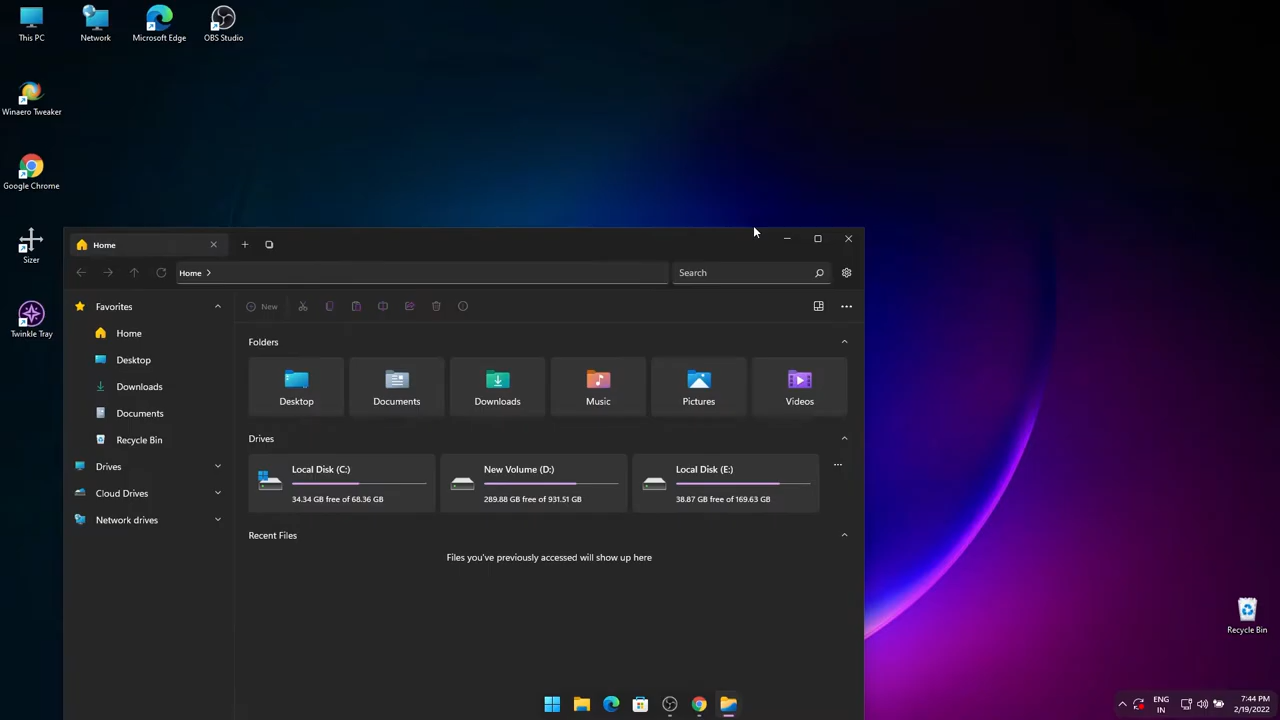 This PC
Network
Microsoft Edge
OBS Studio
Winaero Tweaker
Google Chrome
Sizer
Twinkle Tray
Home
Home
Search
New
Favorites
Home
Desktop
Downloads
Documents
Recycle Bin
Drives
Cloud Drives
Network drives
Folders
Desktop
Documents
Downloads
Music
Pictures
Videos
Drives
Local Disk (C:)
34.34 GB free of 68.36 GB
New Volume (D:)
289.88 GB free of 931.51 GB
Local Disk (E:)
38.87 GB free of 169.63 GB
Recent Files
Files you've previously accessed will show up here
Recycle Bin
ENG
IN
7:44 PM
2/19/2022